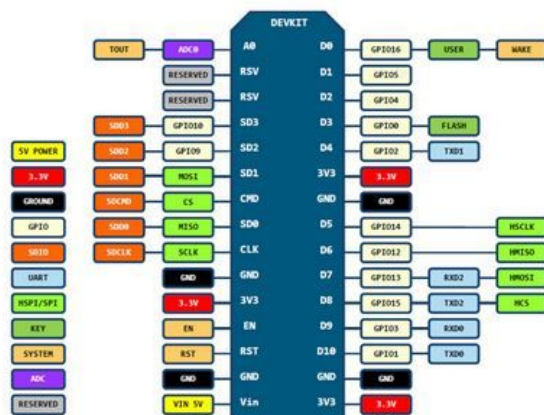 DEVKIT
TOUT ADC0 A0 D0 GPIO16 USER WAKE
RESERVED RSV D1 GPIO5
RESERVED RSV D2 GPIO4
SDD3 GPIO10 SD3 D3 GPIO0 FLASH
5V POWER SDD2 GPIO9 SD2 D4 GPIO2 TXD1
3.3V SDD1 MOSI SD1 3V3 3.3V
GROUND SDCMD CS CMD GND GND
GPIO SDD0 MISO SD0 D5 GPIO14 HSCLK
SDIO SDCLK SCLK CLK D6 GPIO12 HMISO
UART GND GND D7 GPIO13 RXD2 HMOSI
HSPI/SPI 3.3V 3V3 D8 GPIO15 TXD2 HCS
KEY EN EN D9 GPIO3 RXD0
SYSTEM RST RST D10 GPIO1 TXD0
ADC GND GND GND GND
RESERVED VIN 5V Vin 3V3 3.3V